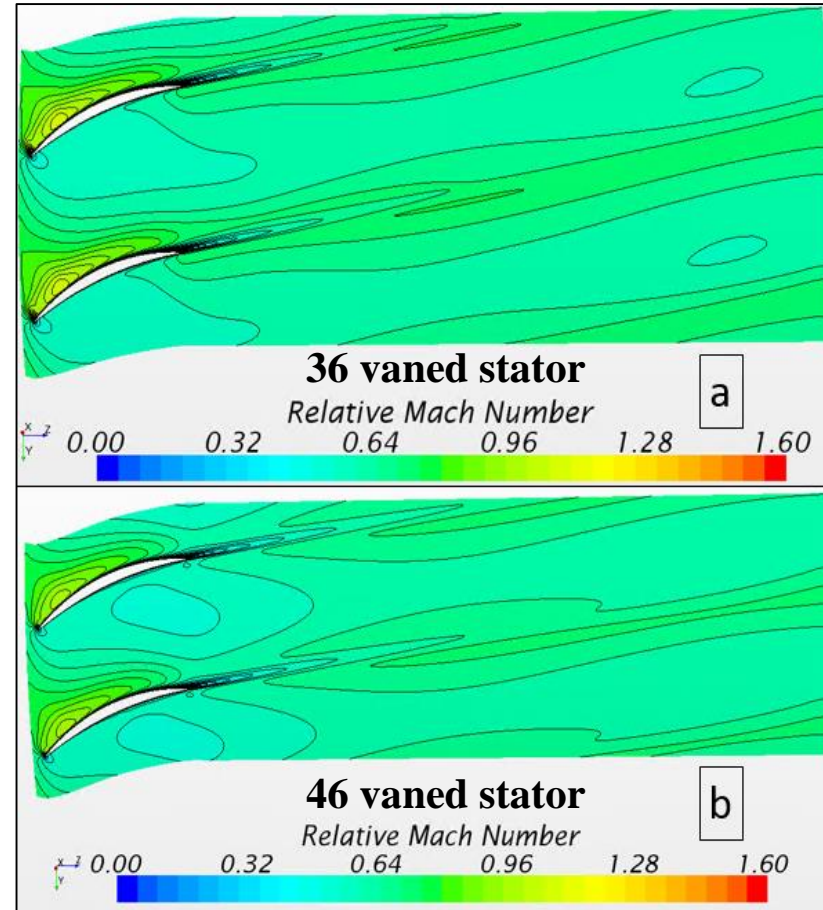 36 vaned stator
a
Relative Mach Number
X Z
Y
0.00 0.32 0.64 0.96 1.28 1.60
46 vaned stator
b
Relative Mach Number
X Z
Y
0.00 0.32 0.64 0.96 1.28 1.60